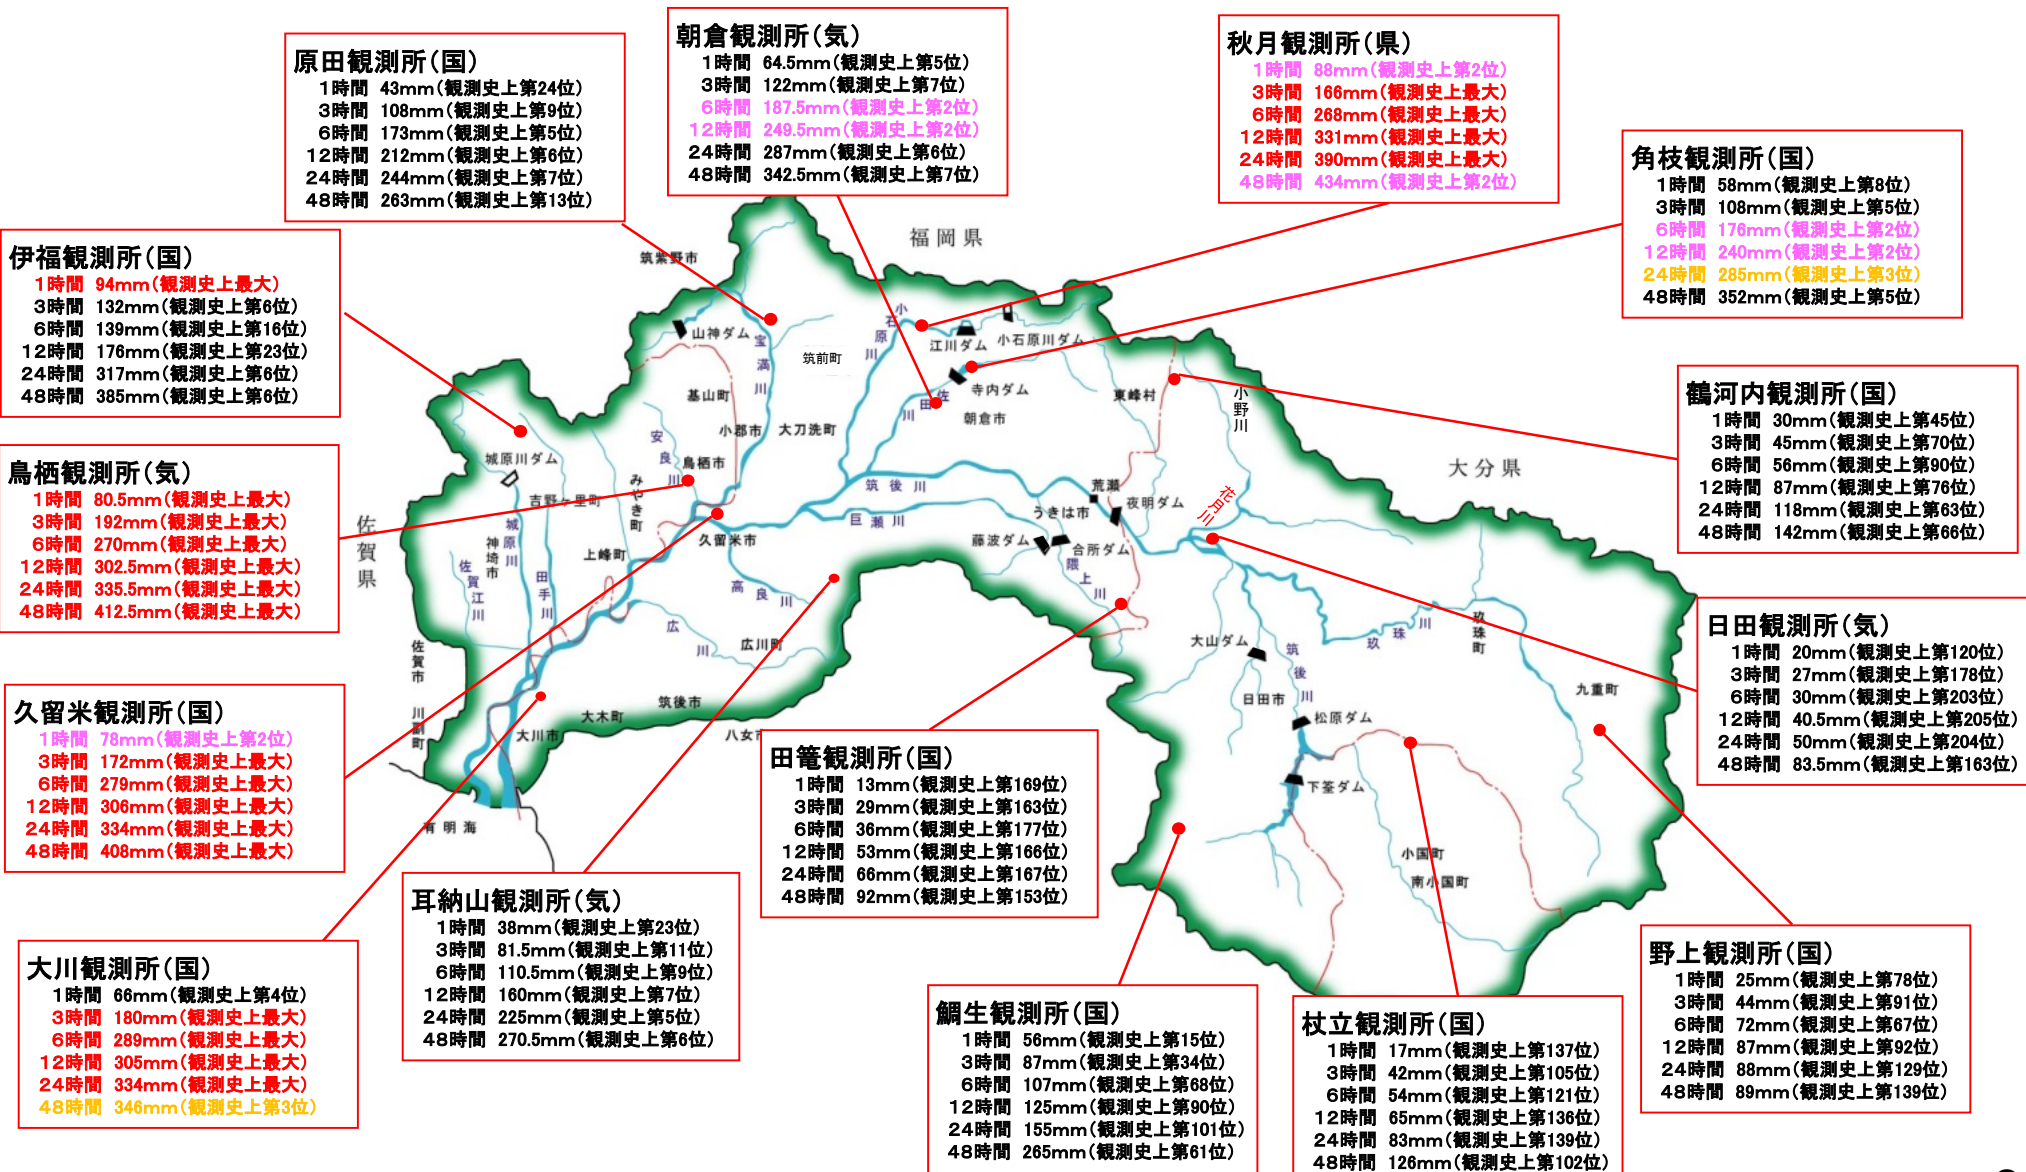 原田観測所(国)
1時間 43mm(観測史上第24位)
3時間 108mm(観測史上第9位)
6時間 173mm(観測史上第5位)
12時間 212mm(観測史上第6位)
24時間 244mm(観測史上第7位)
48時間 263mm(観測史上第13位)
朝倉観測所(気)
1時間 64.5mm(観測史上第5位)
3時間 122mm(観測史上第7位)
6時間 187.5mm(観測史上第2位)
12時間 249.5mm(観測史上第2位)
24時間 287mm(観測史上第6位)
48時間 342.5mm(観測史上第7位)
秋月観測所(県)
1時間 88mm(観測史上第2位)
3時間 166mm(観測史上最大)
6時間 268mm(観測史上最大)
12時間 331mm(観測史上最大)
24時間 390mm(観測史上最大)
48時間 434mm(観測史上第2位)
角枝観測所(国)
1時間 58mm(観測史上第8位)
3時間 108mm(観測史上第5位)
6時間 176mm(観測史上第2位)
12時間 240mm(観測史上第2位)
24時間 285mm(観測史上第3位)
48時間 352mm(観測史上第5位)
伊福観測所(国)
1時間 94mm(観測史上最大)
3時間 132mm(観測史上第6位)
6時間 139mm(観測史上第16位)
12時間 176mm(観測史上第23位)
24時間 317mm(観測史上第6位)
48時間 385mm(観測史上第6位)
鶴河内観測所(国)
1時間 30mm(観測史上第45位)
3時間 45mm(観測史上第70位)
6時間 56mm(観測史上第90位)
12時間 87mm(観測史上第76位)
24時間 118mm(観測史上第63位)
48時間 142mm(観測史上第66位)
鳥栖観測所(気)
1時間 80.5mm(観測史上最大)
3時間 192mm(観測史上最大)
6時間 270mm(観測史上最大)
12時間 302.5mm(観測史上最大)
24時間 335.5mm(観測史上最大)
48時間 412.5mm(観測史上最大)
日田観測所(気)
1時間 20mm(観測史上第120位)
3時間 27mm(観測史上第178位)
6時間 30mm(観測史上第203位)
12時間 40.5mm(観測史上第205位)
24時間 50mm(観測史上第204位)
48時間 83.5mm(観測史上第163位)
久留米観測所(国)
1時間 78mm(観測史上第2位)
3時間 172mm(観測史上最大)
6時間 279mm(観測史上最大)
12時間 306mm(観測史上最大)
24時間 334mm(観測史上最大)
48時間 408mm(観測史上最大)
田篭観測所(国)
1時間 13mm(観測史上第169位)
3時間 29mm(観測史上第163位)
6時間 36mm(観測史上第177位)
12時間 53mm(観測史上第166位)
24時間 66mm(観測史上第167位)
48時間 92mm(観測史上第153位)
耳納山観測所(気)
1時間 38mm(観測史上第23位)
3時間 81.5mm(観測史上第11位)
6時間 110.5mm(観測史上第9位)
12時間 160mm(観測史上第7位)
24時間 225mm(観測史上第5位)
48時間 270.5mm(観測史上第6位)
大川観測所(国)
1時間 66mm(観測史上第4位)
3時間 180mm(観測史上最大)
6時間 289mm(観測史上最大)
12時間 305mm(観測史上最大)
24時間 334mm(観測史上最大)
48時間 346mm(観測史上第3位)
鯛生観測所(国)
1時間 56mm(観測史上第15位)
3時間 87mm(観測史上第34位)
6時間 107mm(観測史上第68位)
12時間 125mm(観測史上第90位)
24時間 155mm(観測史上第101位)
48時間 265mm(観測史上第61位)
杖立観測所(国)
1時間 17mm(観測史上第137位)
3時間 42mm(観測史上第105位)
6時間 54mm(観測史上第121位)
12時間 65mm(観測史上第136位)
24時間 83mm(観測史上第139位)
48時間 126mm(観測史上第102位)
野上観測所(国)
1時間 25mm(観測史上第78位)
3時間 44mm(観測史上第91位)
6時間 72mm(観測史上第67位)
12時間 87mm(観測史上第92位)
24時間 88mm(観測史上第129位)
48時間 89mm(観測史上第139位)
福岡県
筑紫野市
山神ダム
宝満川
筑前町
小石原川
江川ダム
小石原川ダム
基山町
寺内ダム
佐田川
朝倉市
東峰村
小野川
小郡市
大刀洗町
安良川
鳥栖市
大分県
城原川ダム
吉野ヶ里町
みやき町
筑後川
巨瀬川
荒瀬
うきは市
夜明ダム
花月川
佐賀県
城原川
神埼市
上峰町
久留米市
藤波ダム
合所ダム
隈上川
佐賀江川
田手川
高良川
広川
広川町
大山ダム
筑後川
玖珠川
玖珠町
佐賀市
川副町
日田市
九重町
筑後市
大木町
大川市
八女市
松原ダム
下筌ダム
有明海
小国町
南小国町